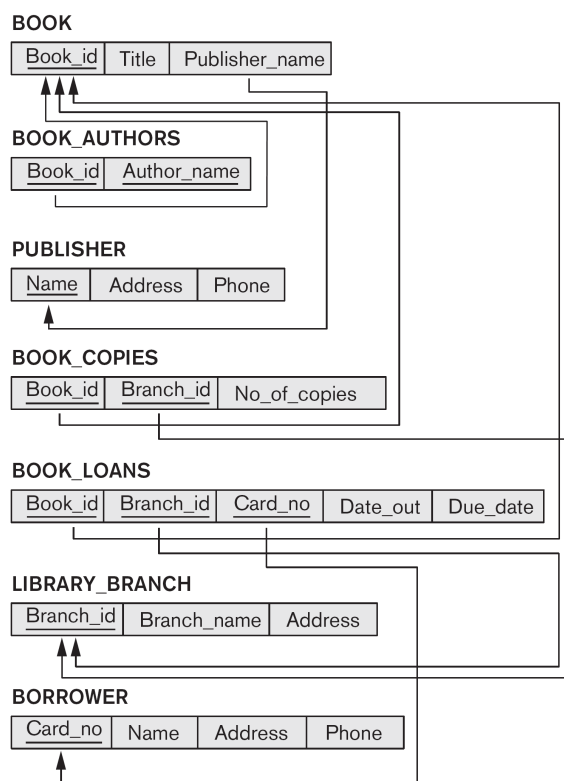 BOOK
Book_id Title Publisher_name
BOOK_AUTHORS
Book_id Author_name
PUBLISHER
Name Address Phone
BOOK_COPIES
Book_id Branch_id No_of_copies
BOOK_LOANS
Book_id Branch_id Card_no Date_out Due_date
LIBRARY_BRANCH
Branch_id Branch_name Address
BORROWER
Card_no Name Address Phone